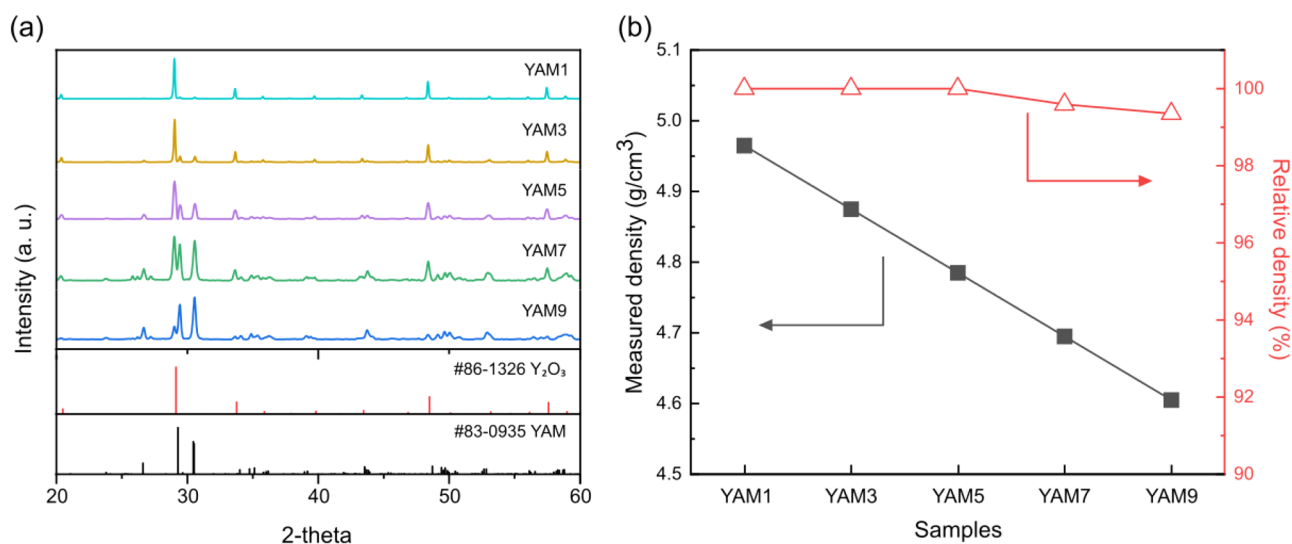 (a)
YAM1
YAM3
YAM5
YAM7
YAM9
#86-1326 Y₂O₃
#83-0935 YAM
Intensity (a. u.)
20
30
40
50
60
2-theta
(b)
5.1
5.0
4.9
4.8
4.7
4.6
4.5
Measured density (g/cm³)
100
98
96
94
92
90
Relative density (%)
YAM1
YAM3
YAM5
YAM7
YAM9
Samples